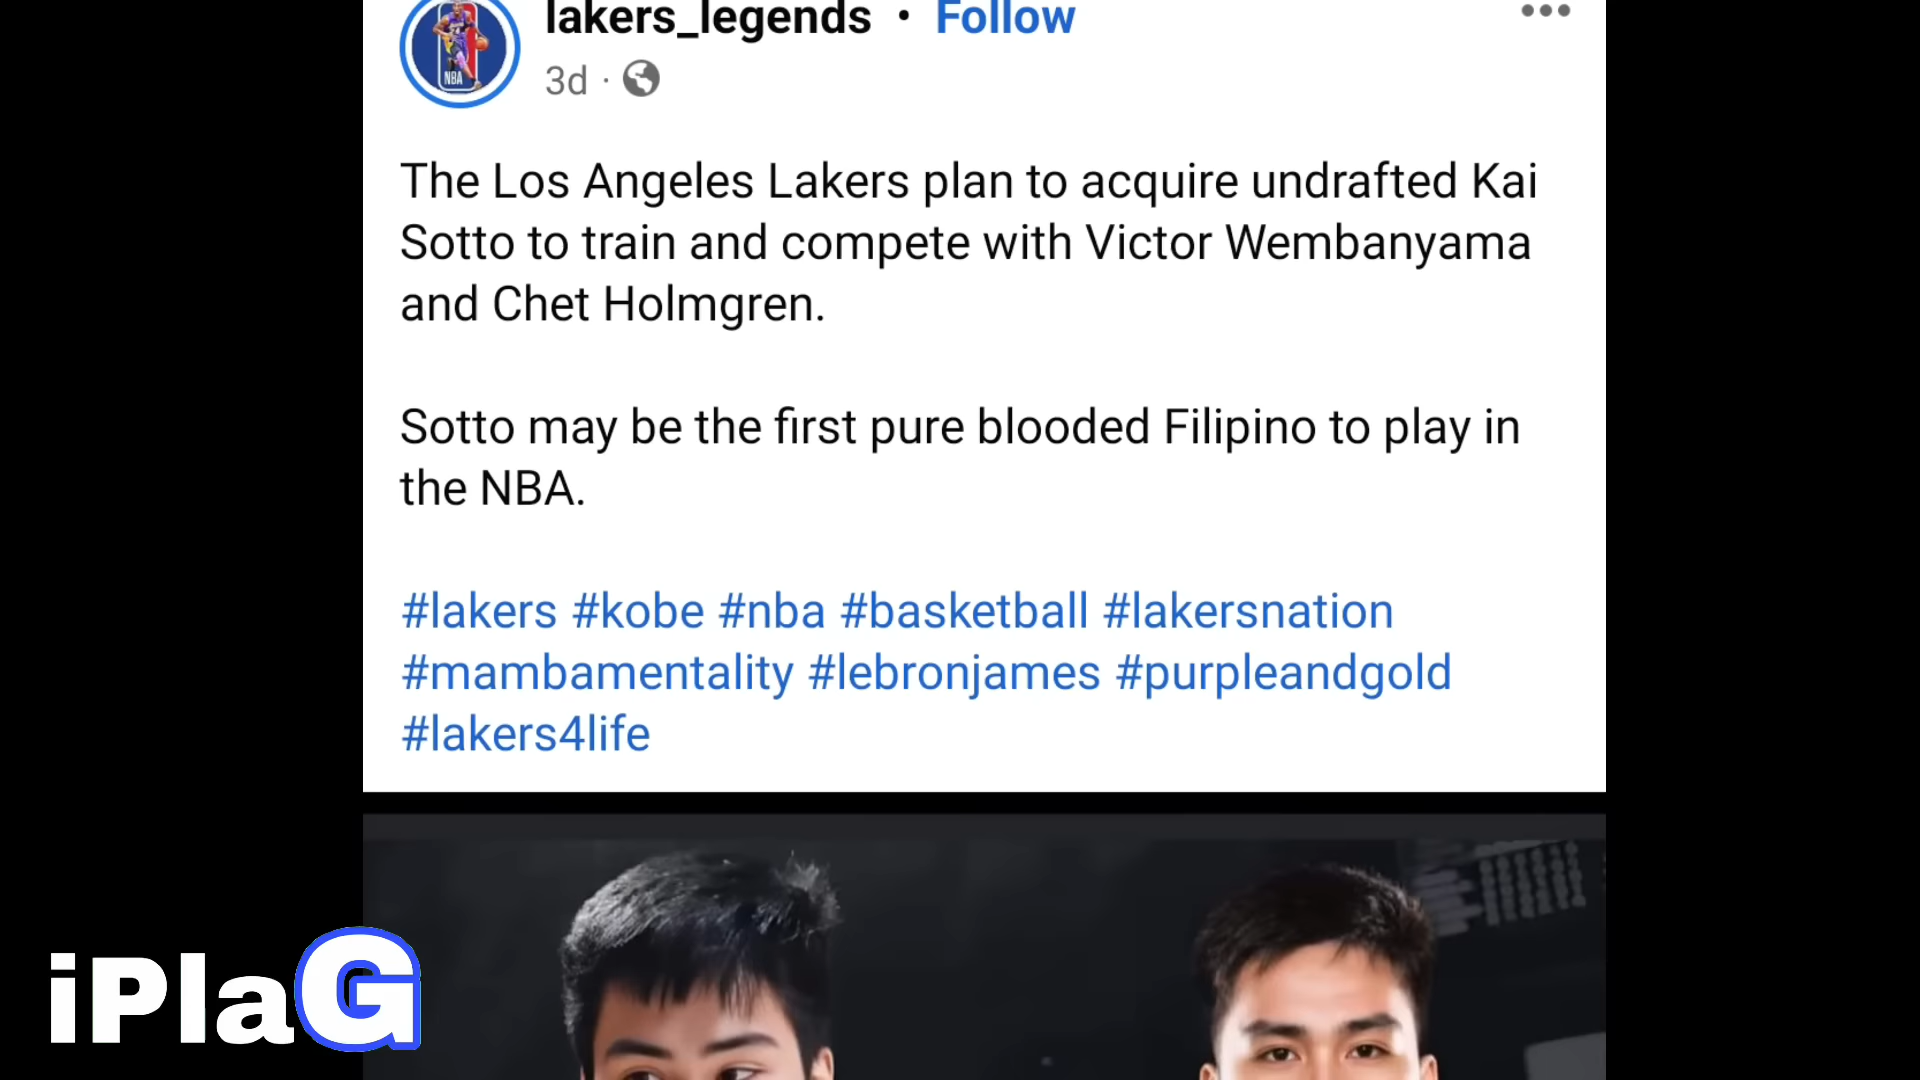 lakers_legends • Follow
3d ·
NBA
The Los Angeles Lakers plan to acquire undrafted Kai
Sotto to train and compete with Victor Wembanyama
and Chet Holmgren.
Sotto may be the first pure blooded Filipino to play in
the NBA.
#lakers #kobe #nba #basketball #lakersnation
#mambamentality #lebronjames #purpleandgold
#lakers4life
iPlaG